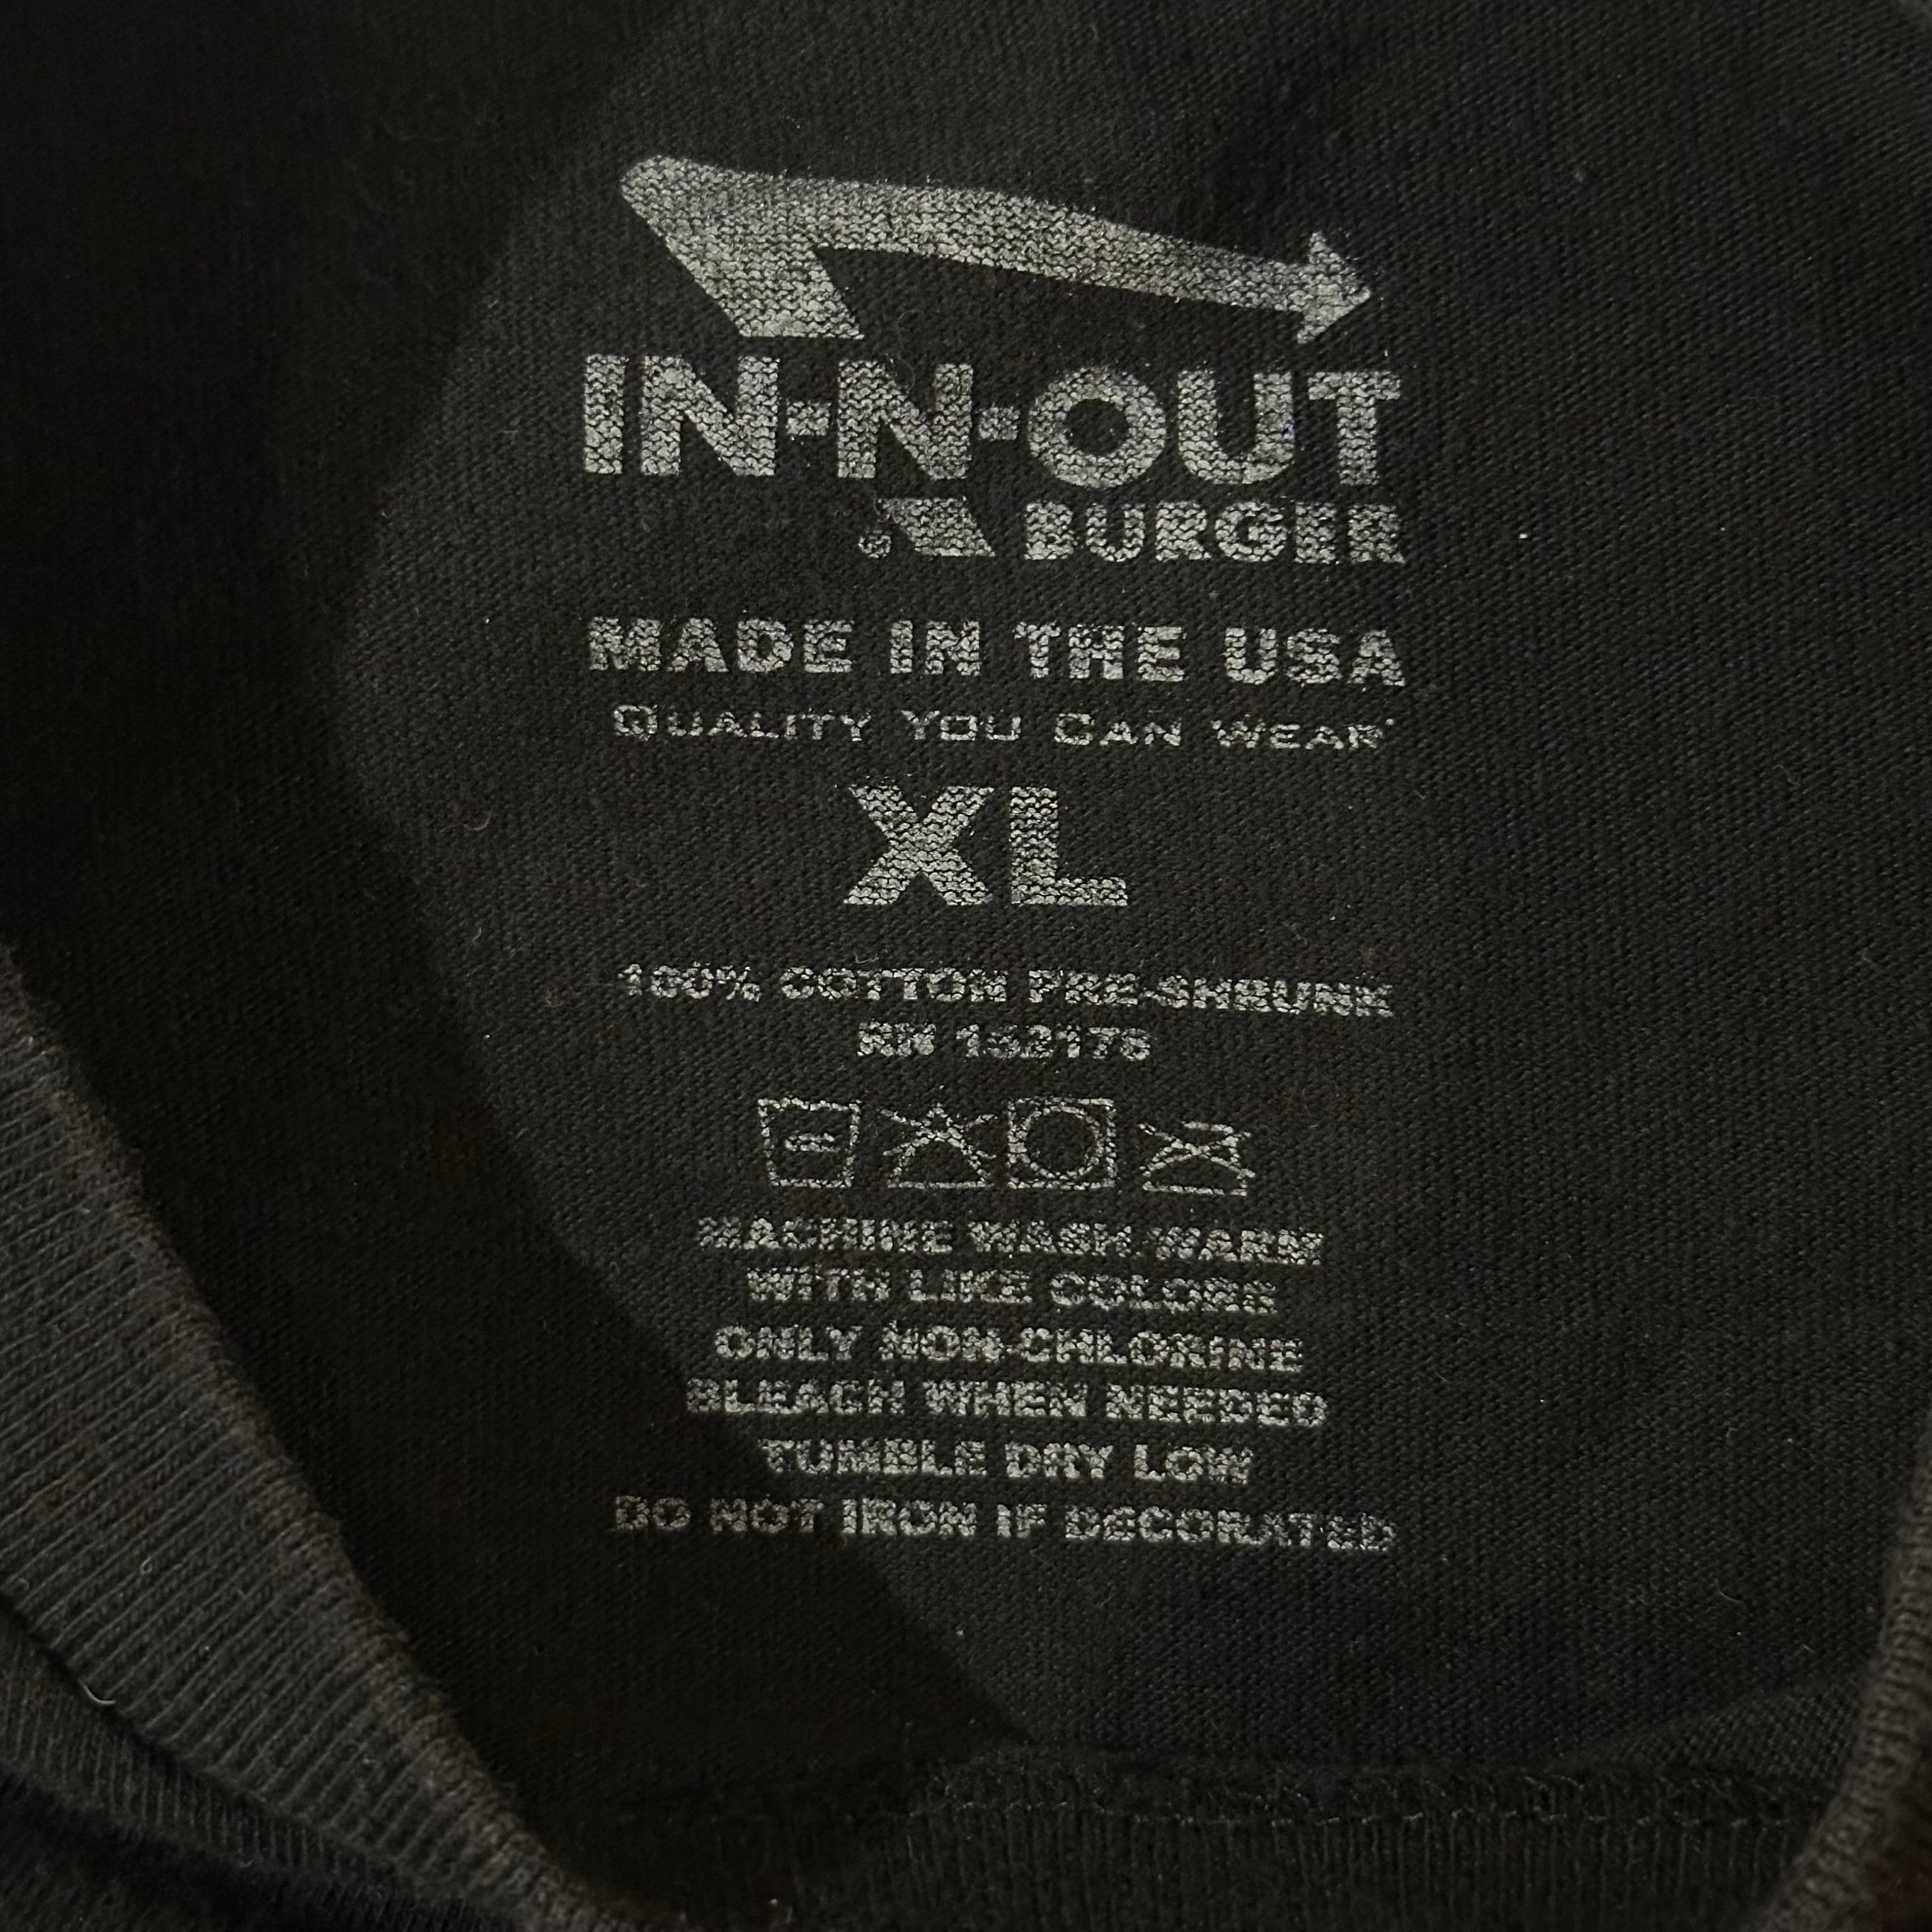 IN-N-OUT
® BURGER
MADE IN THE USA
QUALITY YOU CAN WEAR
XL
100% COTTON PRE-SHRUNK
RN
MACHINE WASH WARM
WITH LIKE COLORS
ONLY NON-CHLORINE
BLEACH WHEN NEEDED
TUMBLE DRY LOW
DO NOT IRON IF DECORATED